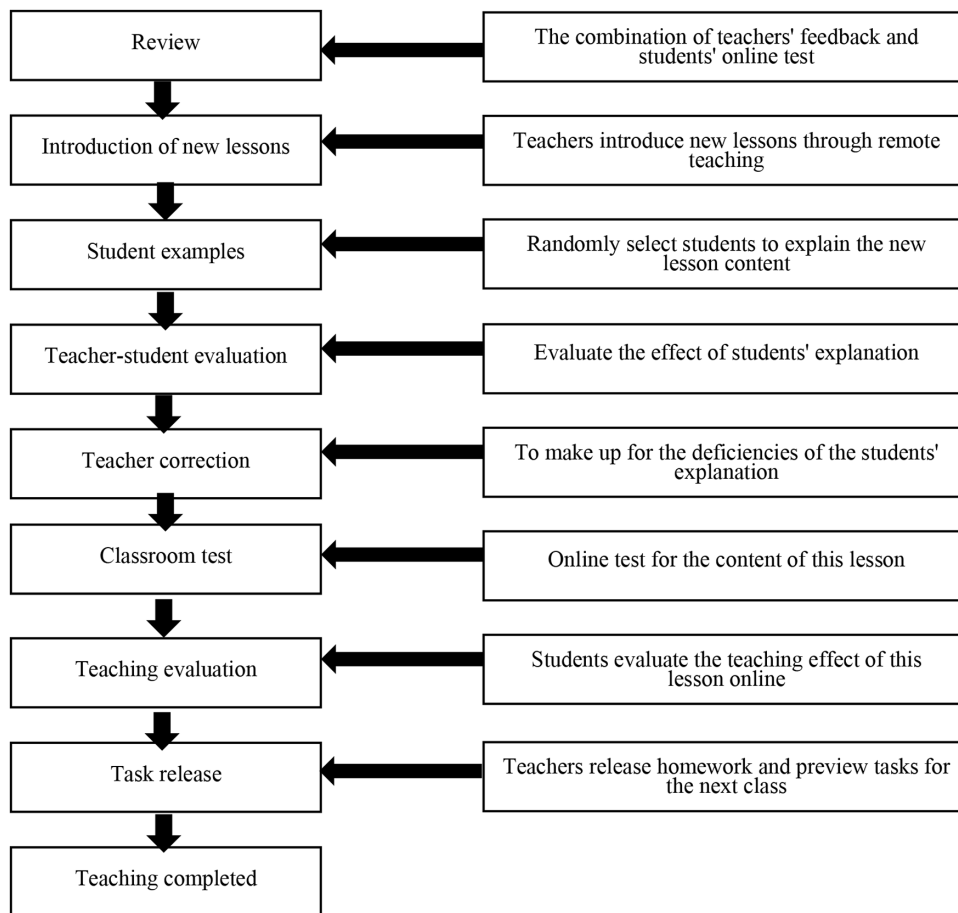 Review
The combination of teachers' feedback and
students' online test
Introduction of new lessons
Teachers introduce new lessons through remote
teaching
Student examples
Randomly select students to explain the new
lesson content
Teacher-student evaluation
Evaluate the effect of students' explanation
Teacher correction
To make up for the deficiencies of the students'
explanation
Classroom test
Online test for the content of this lesson
Teaching evaluation
Students evaluate the teaching effect of this
lesson online
Task release
Teachers release homework and preview tasks for
the next class
Teaching completed